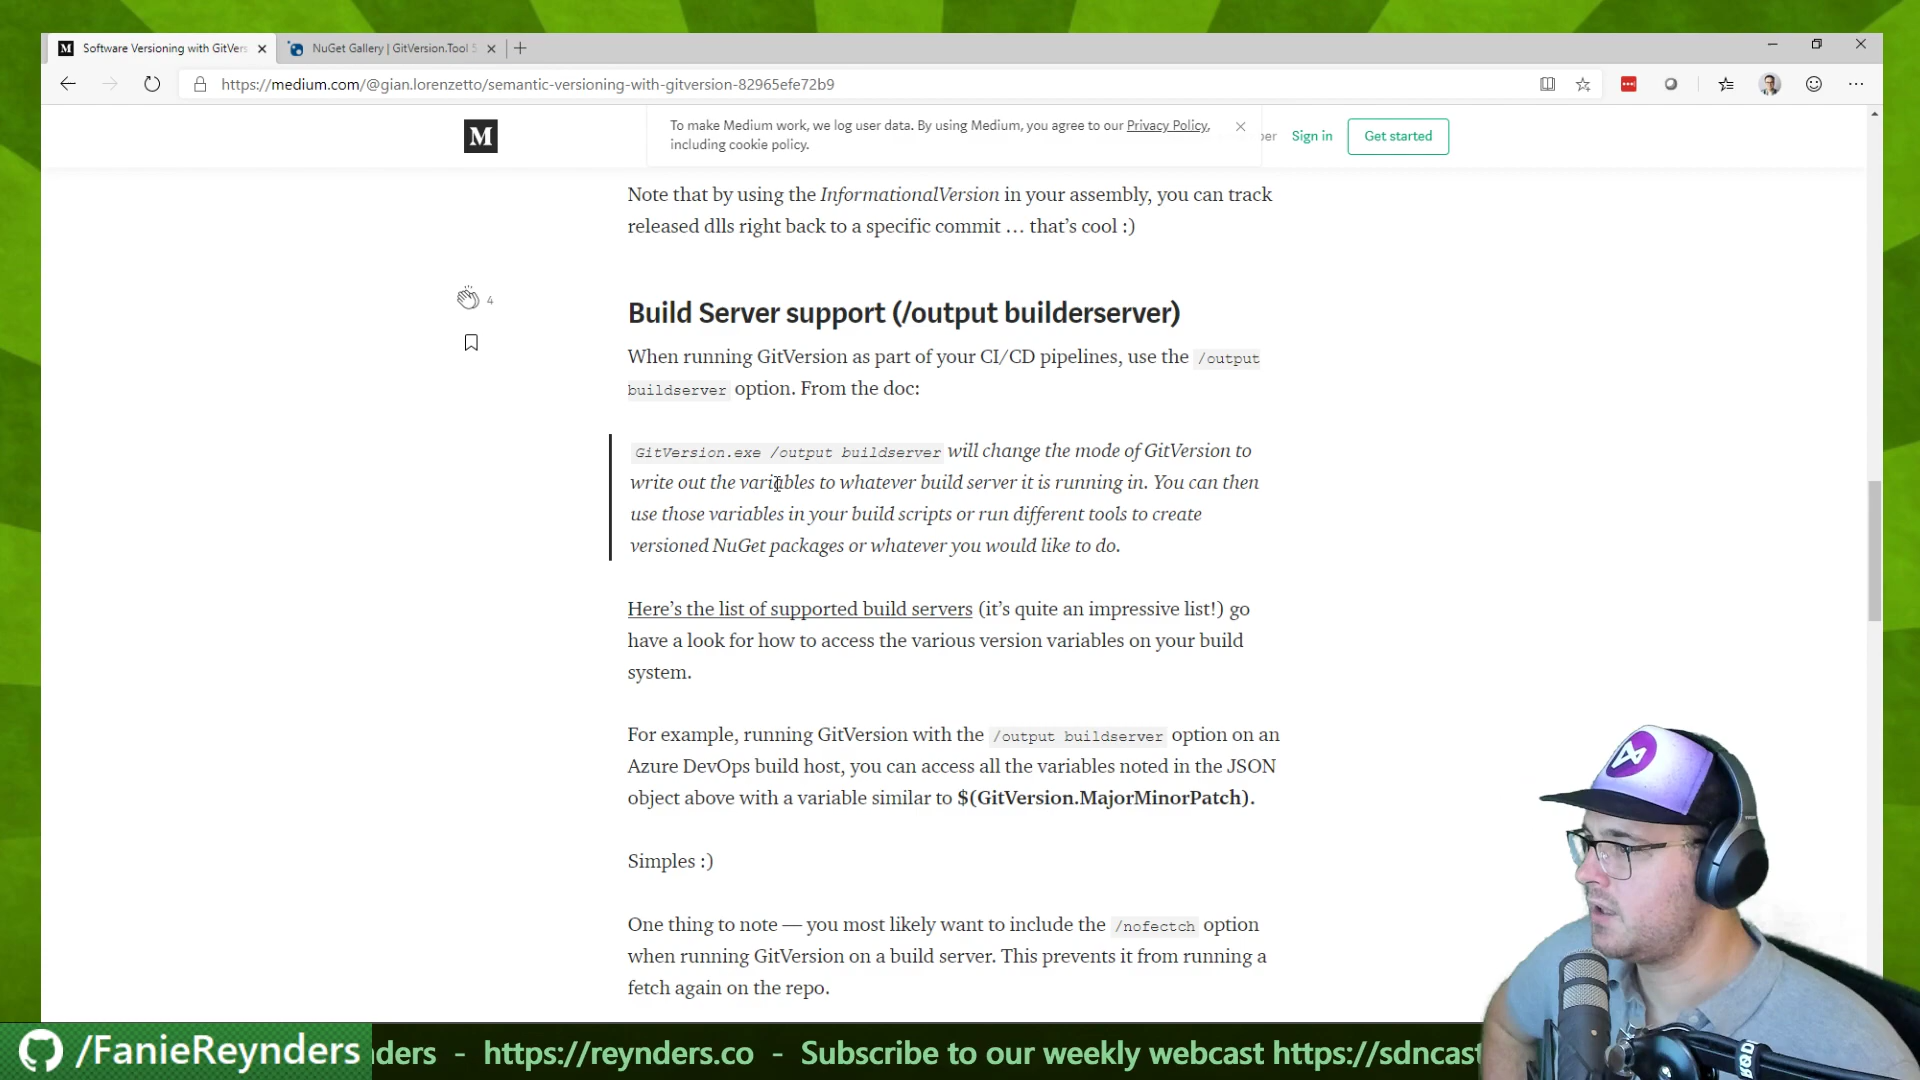 Software Versioning with GitVers
NuGet Gallery | GitVersion.Tool 5
https://medium.com/@gian.lorenzetto/semantic-versioning-with-gitversion-82965efe72b9
M
To make Medium work, we log user data. By using Medium, you agree to our Privacy Policy,
including cookie policy.
ber
Sign in
Get started
Note that by using the InformationalVersion in your assembly, you can track
released dlls right back to a specific commit … that’s cool :)
4
Build Server support (/output builderserver)
When running GitVersion as part of your CI/CD pipelines, use the /output
buildserver option. From the doc:
GitVersion.exe /output buildserver will change the mode of GitVersion to
write out the variables to whatever build server it is running in. You can then
use those variables in your build scripts or run different tools to create
versioned NuGet packages or whatever you would like to do.
Here’s the list of supported build servers (it’s quite an impressive list!) go
have a look for how to access the various version variables on your build
system.
For example, running GitVersion with the /output buildserver option on an
Azure DevOps build host, you can access all the variables noted in the JSON
object above with a variable similar to $(GitVersion.MajorMinorPatch).
Simples :)
One thing to note — you most likely want to include the /nofectch option
when running GitVersion on a build server. This prevents it from running a
fetch again on the repo.
/FanieReynders
nders - https://reynders.co - Subscribe to our weekly webcast https://sdncast